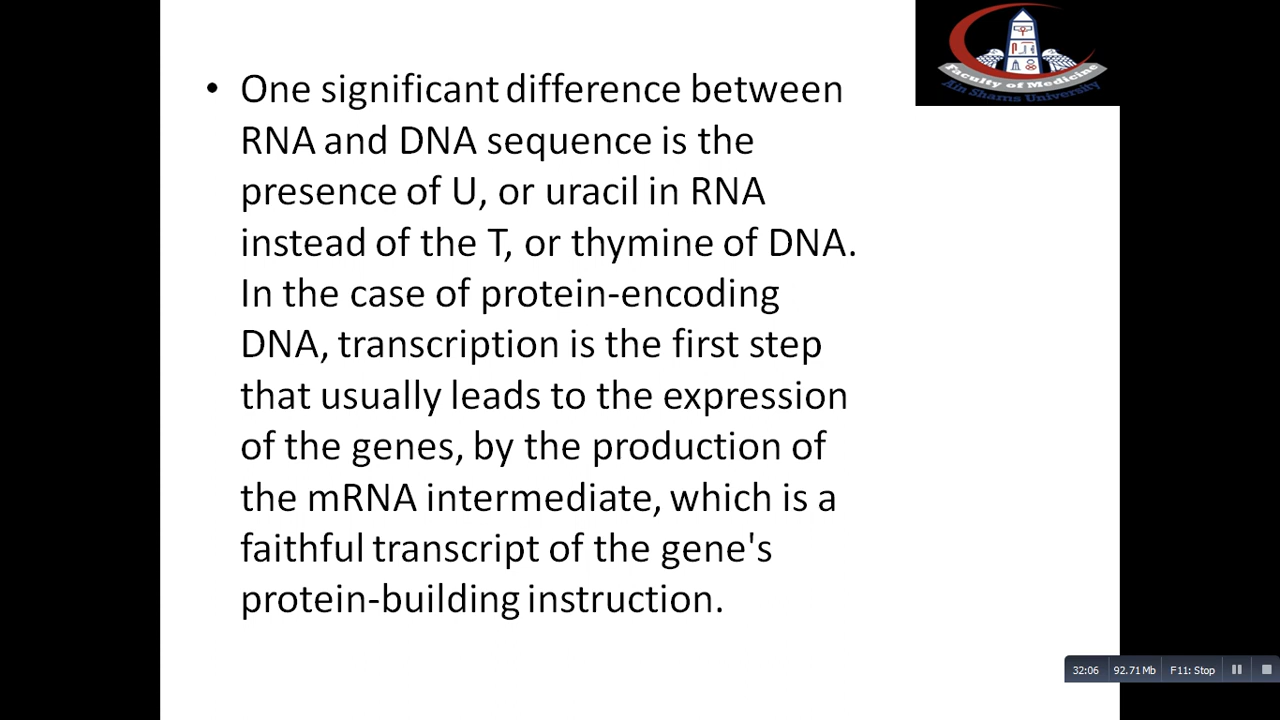 Faculty of Medicine
Ain Shams University
• One significant difference between
RNA and DNA sequence is the
presence of U, or uracil in RNA
instead of the T, or thymine of DNA.
In the case of protein-encoding
DNA, transcription is the first step
that usually leads to the expression
of the genes, by the production of
the mRNA intermediate, which is a
faithful transcript of the gene's
protein-building instruction.
32:06 92.71 Mb F11: Stop